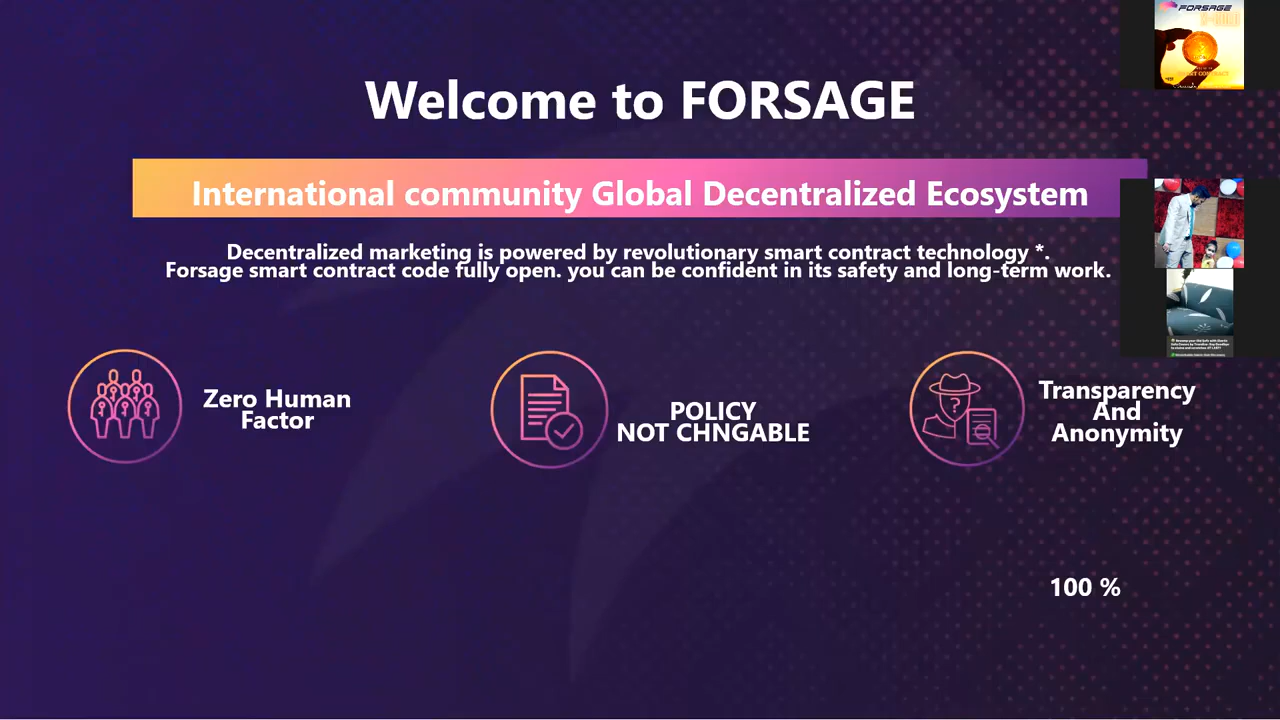 Welcome to FORSAGE
International community Global Decentralized Ecosystem
Decentralized marketing is powered by revolutionary smart contract technology *.
Forsage smart contract code fully open. you can be confident in its safety and long-term work.
Zero Human
Factor
POLICY
NOT CHNGABLE
Transparency
And
Anonymity
100 %
FORSAGE